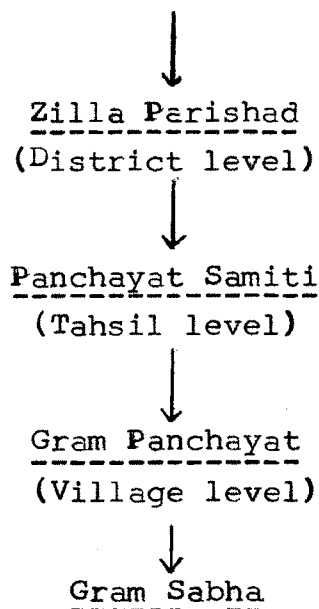 Zilla Parishad
(District level)
Panchayat Samiti
(Tahsil level)
Gram Panchayat
(Village level)
Gram Sabha